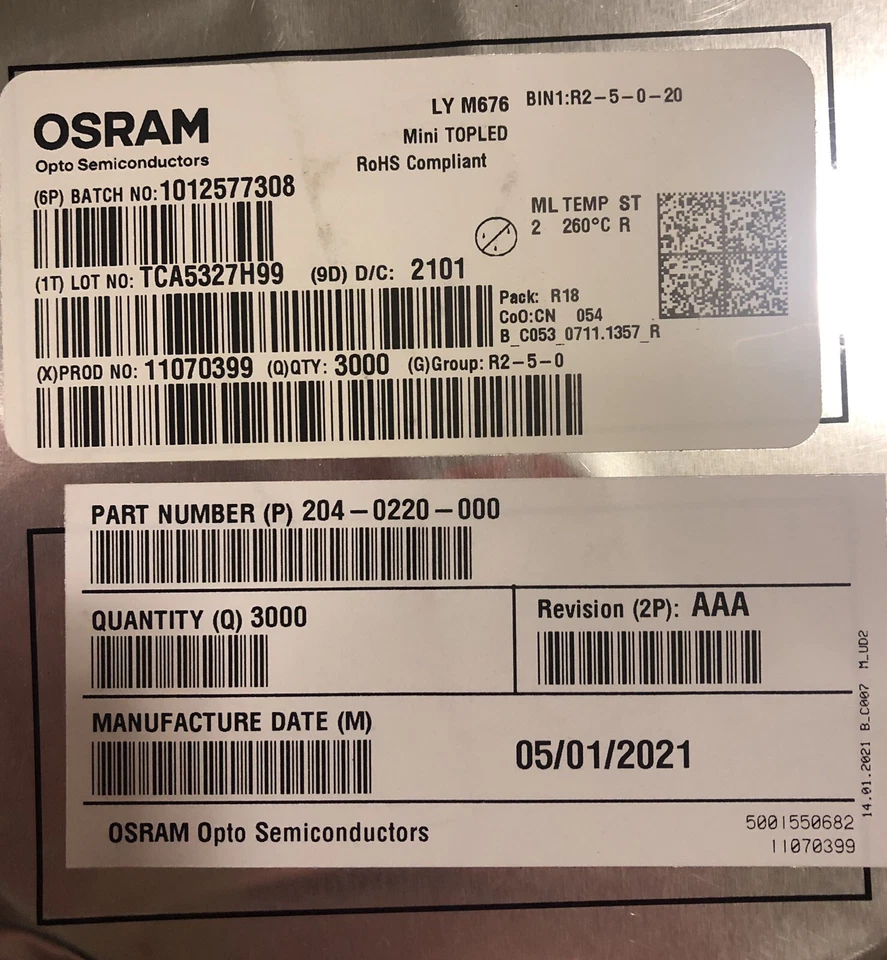 OSRAM
Opto Semiconductors
LY M676 BIN1:R2-5-0-20
Mini TOPLED
RoHS Compliant
(6P) BATCH NO:1012577308
ML TEMP ST
2 260°C R
(1T) LOT NO: TCA5327H99 (9D) D/C: 2101
Pack: R18
CoO:CN 054
B_C053_0711.1357_R
(X)PROD NO: 11070399 (Q)QTY: 3000 (G)Group: R2-5-0
PART NUMBER (P) 204-0220-000
QUANTITY (Q) 3000
Revision (2P): AAA
MANUFACTURE DATE (M)
05/01/2021
OSRAM Opto Semiconductors
5001550682
11070399
14.01.2021 B_C007 M_UD2